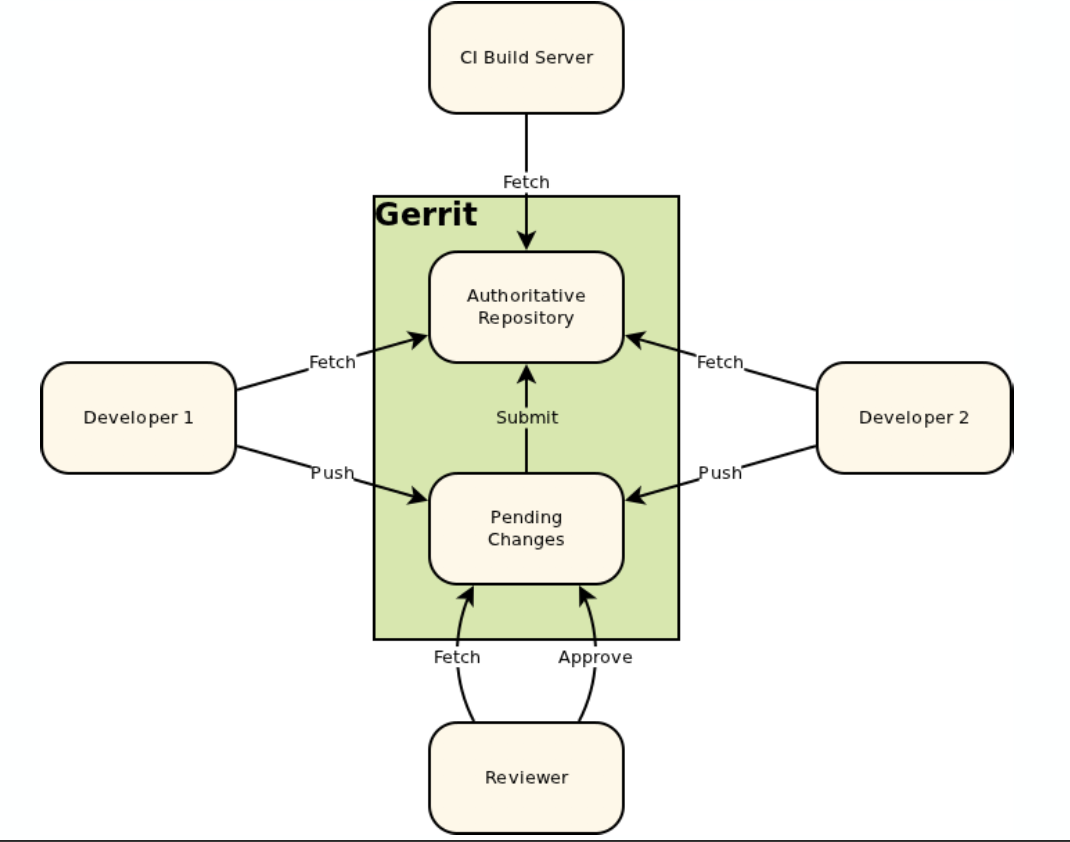 CI Build Server
Fetch
Gerrit
Authoritative
Repository
Fetch
Fetch
Developer 1
Submit
Developer 2
Push
Push
Pending
Changes
Fetch
Approve
Reviewer